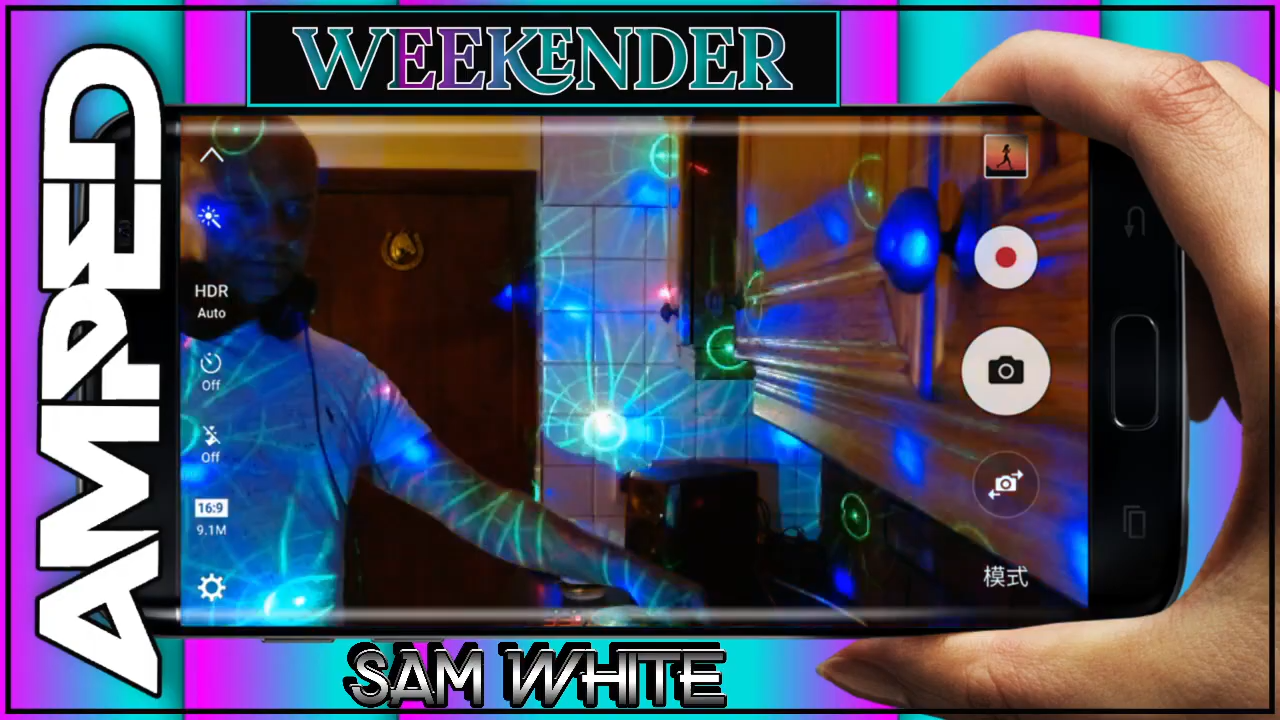 WEEKENDER
AMPED
HDR
Auto
Off
Off
16:9
9.1M
模式
SAM WHITE